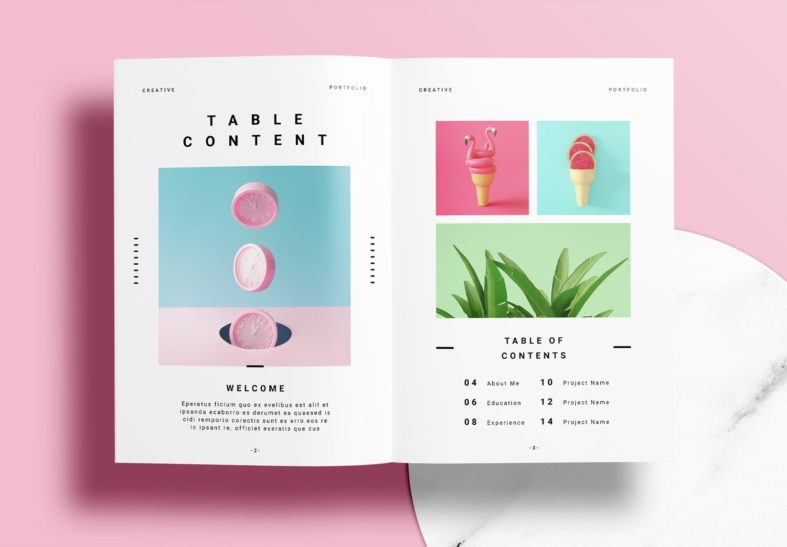 CREATIVE
PORTFOLIO
TABLE
CONTENT
WELCOME
Eperatus ficium quo ex evelibus est alit et
ipsanda ecaborro es derumet ea quaesed is
cidi remporio corectis sunt ex erro eos re
ic ipsant re, officiet exeratis que cus
-2-
CREATIVE
PORTFOLIO
TABLE OF
CONTENTS
04 About Me 10 Project Name
06 Education 12 Project Name
08 Experience 14 Project Name
-3-